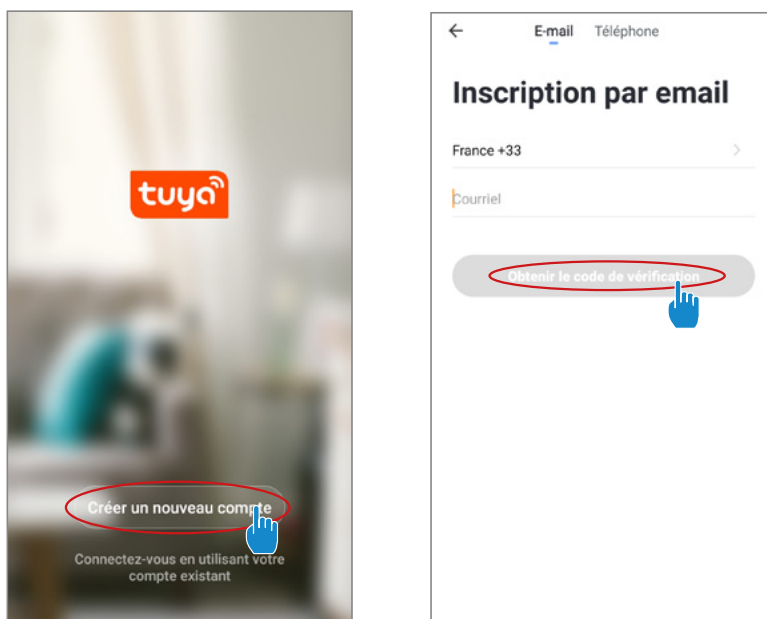 tuya
Créer un nouveau compte
Connectez-vous en utilisant votre
compte existant
E-mail Téléphone
Inscription par email
France +33
Courriel
Obtenir le code de vérification